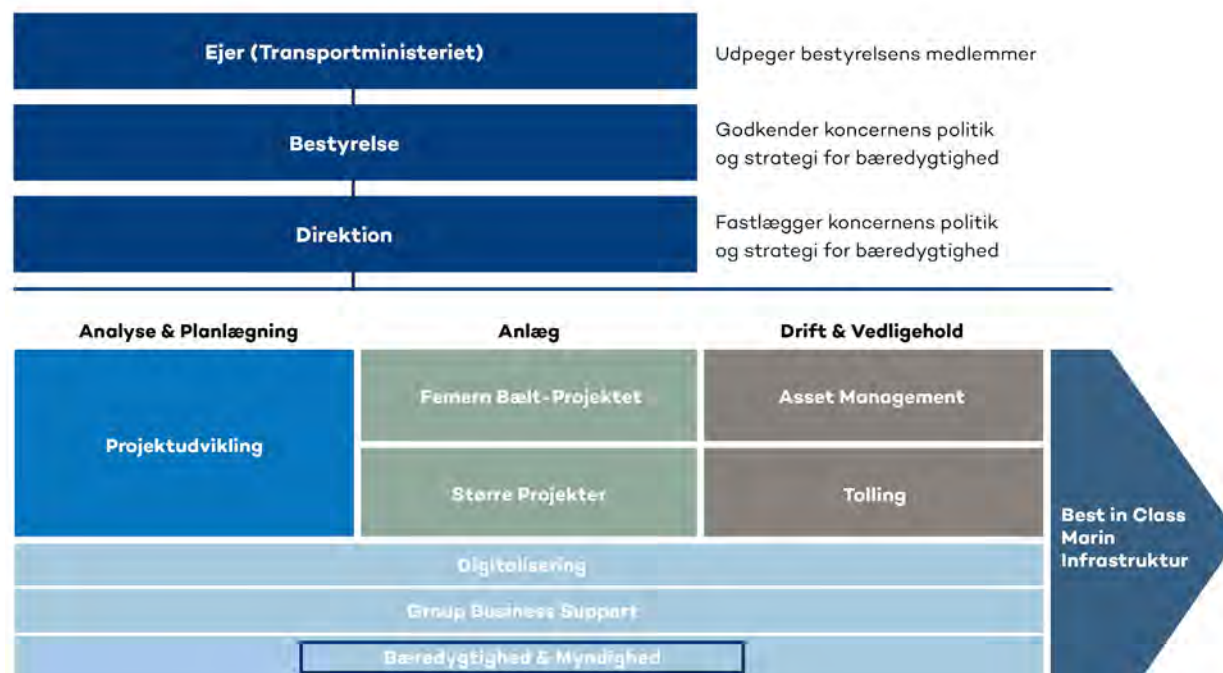 Ejer (Transportministeriet)
Udpeger bestyrelsens medlemmer
Bestyrelse
Godkender koncernens politik
og strategi for bæredygtighed
Direktion
Fastlægger koncernens politik
og strategi for bæredygtighed
Analyse & Planlægning
Anlæg
Drift & Vedligehold
Projektudvikling
Femern Bælt-Projektet
Asset Management
Større Projekter
Tolling
Best in Class
Marin
Infrastruktur
Digitalisering
Group Business Support
Bæredygtighed & Myndighed